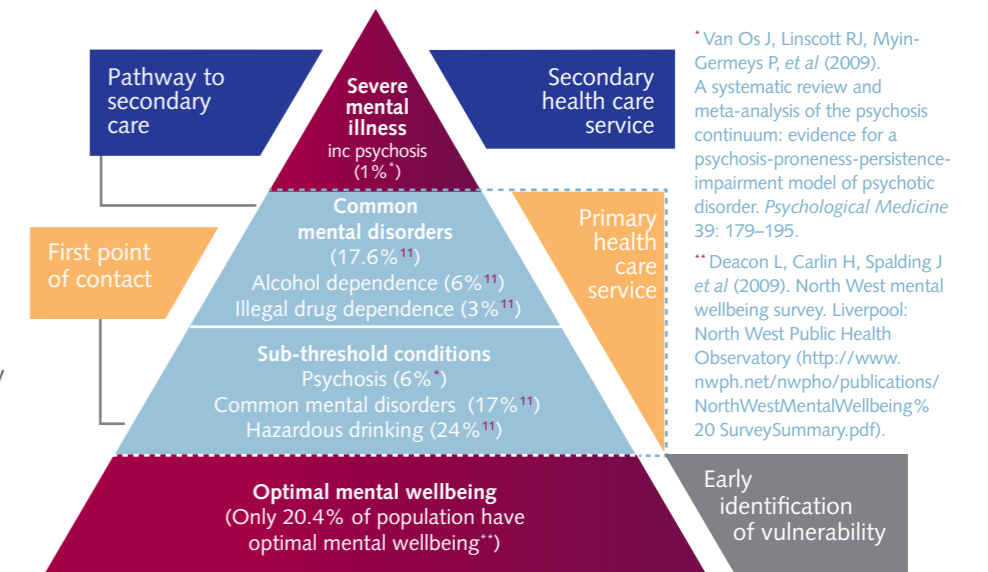 Pathway to
secondary
care
Severe
mental
illness
inc psychosis
(1%*)
Secondary
health care
service
First point
of contact
Common
mental disorders
(17.6%11)
Alcohol dependence (6%11)
Illegal drug dependence (3%11)
Primary
health
care
service
Sub-threshold conditions
Psychosis (6%*)
Common mental disorders (17%11)
Hazardous drinking (24%11)
Optimal mental wellbeing
(Only 20.4% of population have
optimal mental wellbeing**)
Early
identification
of vulnerability
* Van Os J, Linscott RJ, Myin-
Germeys P, et al (2009).
A systematic review and
meta-analysis of the psychosis
continuum: evidence for a
psychosis-proneness-persistence-
impairment model of psychotic
disorder. Psychological Medicine
39: 179–195.
** Deacon L, Carlin H, Spalding J
et al (2009). North West mental
wellbeing survey. Liverpool:
North West Public Health
Observatory (http://www.
nwph.net/nwpho/publications/
NorthWestMentalWellbeing%
20 SurveySummary.pdf).